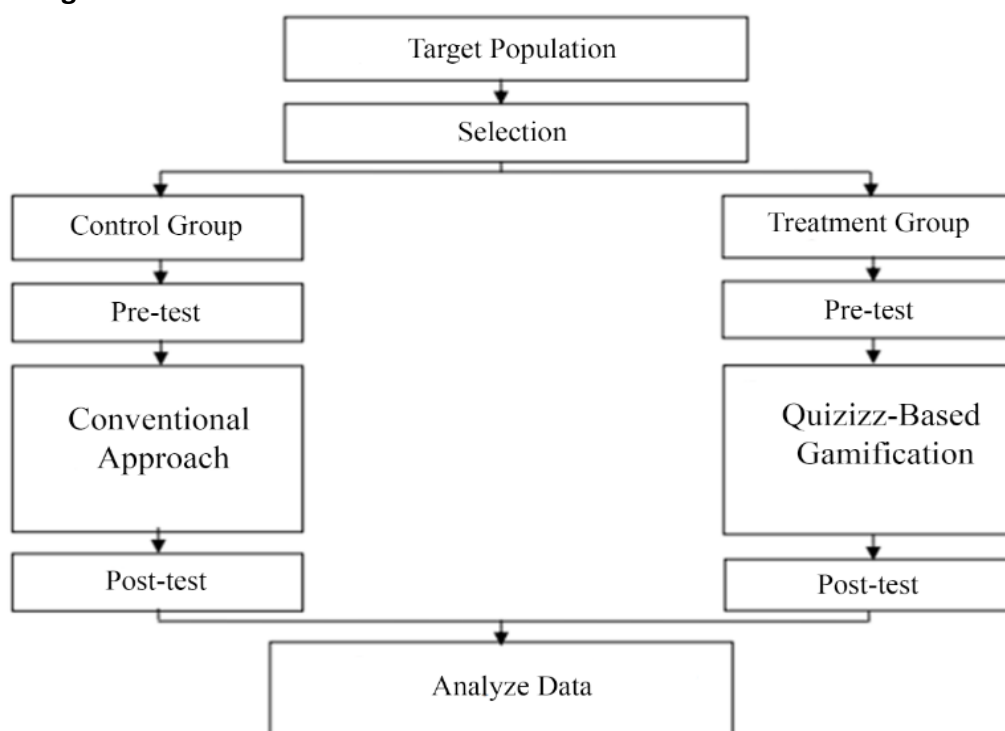 Target Population
Selection
Control Group
Treatment Group
Pre-test
Pre-test
Conventional
Approach
Quizizz-Based
Gamification
Post-test
Post-test
Analyze Data